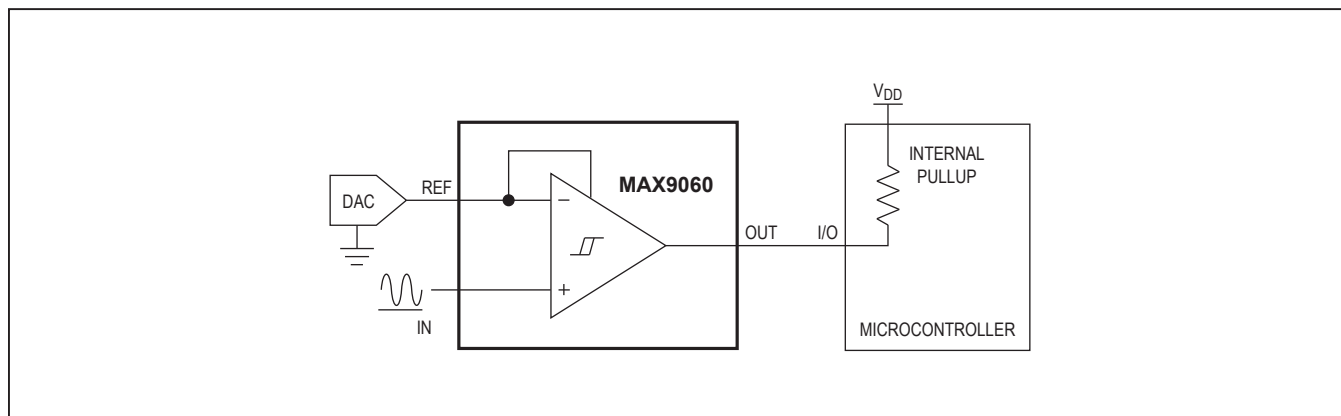 V_DD
INTERNAL
PULLUP
MAX9060
REF
DAC
−
OUT
I/O
+
IN
MICROCONTROLLER